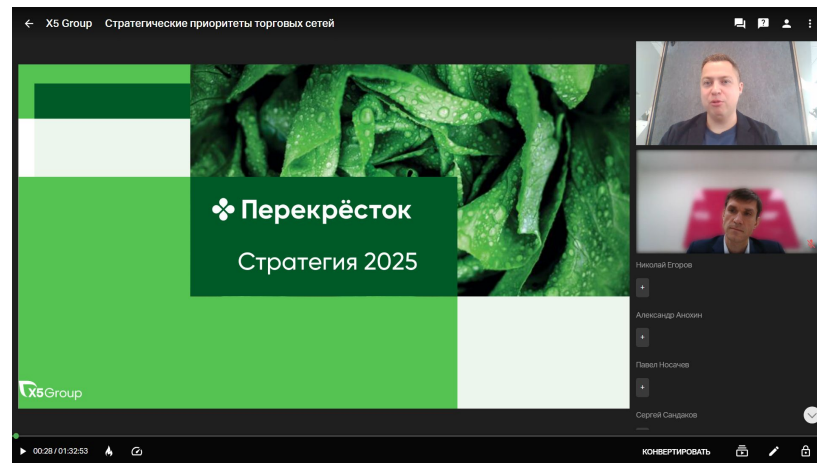 X5 Group Стратегические приоритеты торговых сетей
Перекрёсток
Стратегия 2025
X5Group
Николай Егоров
+
Александр Анохин
+
Павел Носачев
+
Сергей Сандаков
00:28 / 01:32:53
КОНВЕРТИРОВАТЬ